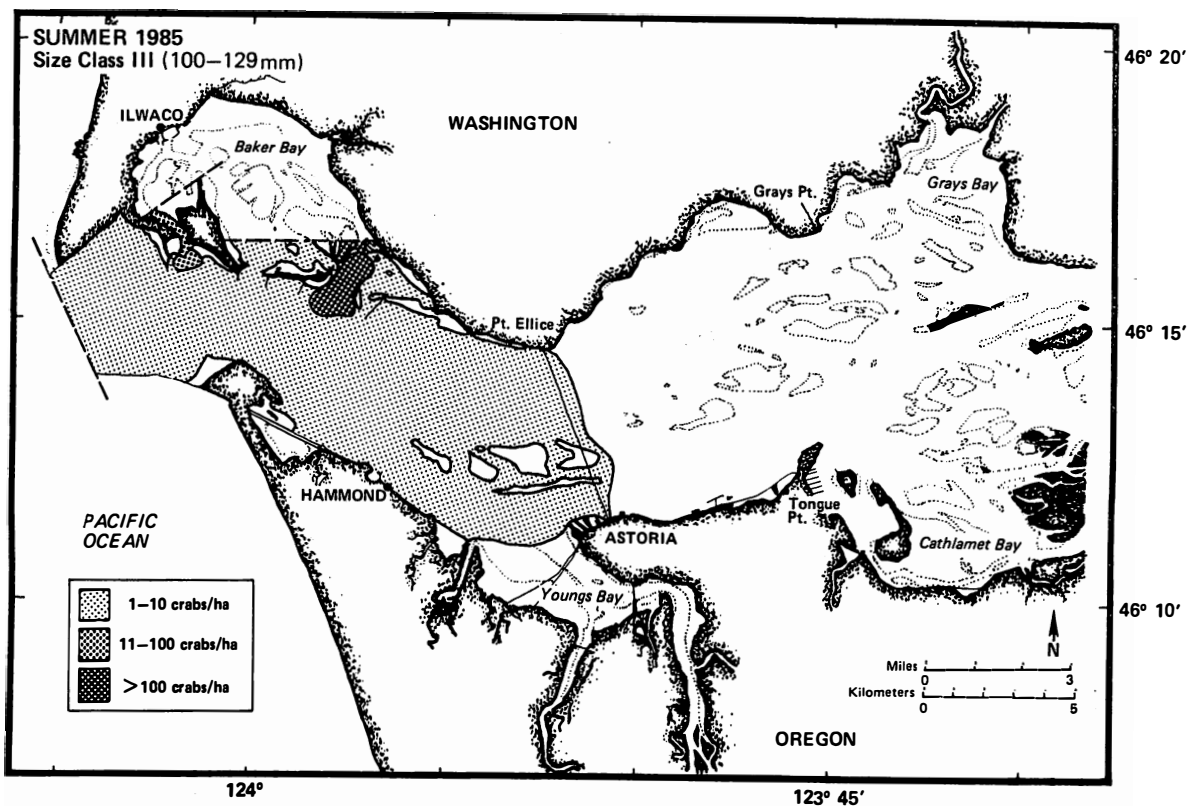 SUMMER 1985
Size Class III (100–129mm)
46° 20'
ILWACO
WASHINGTON
Baker Bay
Grays Pt.
Grays Bay
Pt. Ellice
46° 15'
HAMMOND
Tongue
Pt.
ASTORIA
PACIFIC
OCEAN
Cathlamet Bay
Youngs Bay
1–10 crabs/ha
11–100 crabs/ha
>100 crabs/ha
46° 10'
N
Miles
0 3
Kilometers
0 5
OREGON
124°
123° 45'